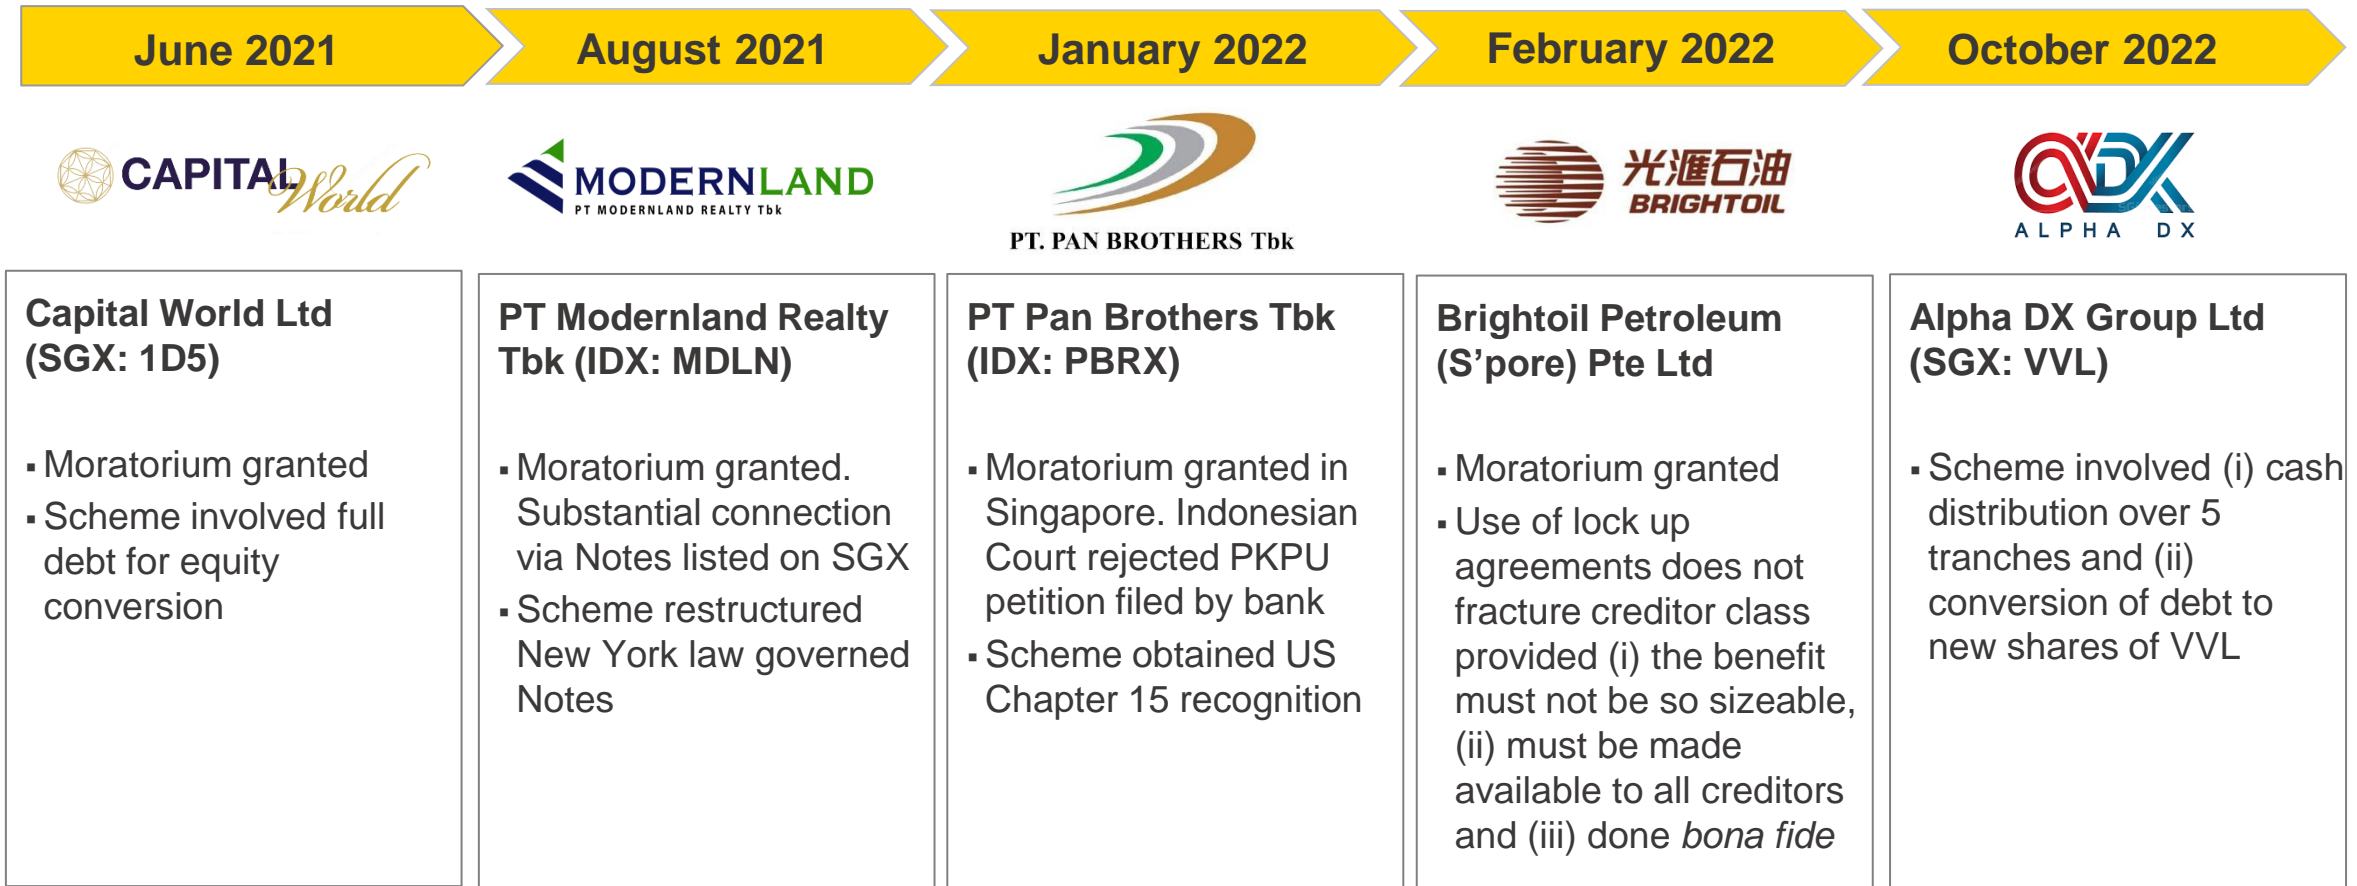 June 2021
August 2021
January 2022
February 2022
October 2022
CAPITAL
World
MODERNLAND
PT MODERNLAND REALTY Tbk
PT. PAN BROTHERS Tbk
光滙石油
BRIGHTOIL
ALPHA DX
Capital World Ltd
(SGX: 1D5)
▪ Moratorium granted
▪ Scheme involved full
debt for equity
conversion
PT Modernland Realty
Tbk (IDX: MDLN)
▪ Moratorium granted.
Substantial connection
via Notes listed on SGX
▪ Scheme restructured
New York law governed
Notes
PT Pan Brothers Tbk
(IDX: PBRX)
▪ Moratorium granted in
Singapore. Indonesian
Court rejected PKPU
petition filed by bank
▪ Scheme obtained US
Chapter 15 recognition
Brightoil Petroleum
(S’pore) Pte Ltd
▪ Moratorium granted
▪ Use of lock up
agreements does not
fracture creditor class
provided (i) the benefit
must not be so sizeable,
(ii) must be made
available to all creditors
and (iii) done bona fide
Alpha DX Group Ltd
(SGX: VVL)
▪ Scheme involved (i) cash
distribution over 5
tranches and (ii)
conversion of debt to
new shares of VVL